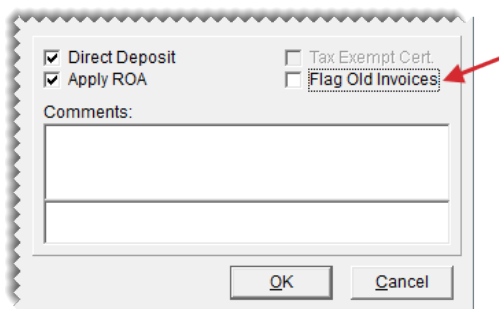 Direct Deposit
Tax Exempt Cert.
Apply ROA
Flag Old Invoices
Comments:
OK
Cancel